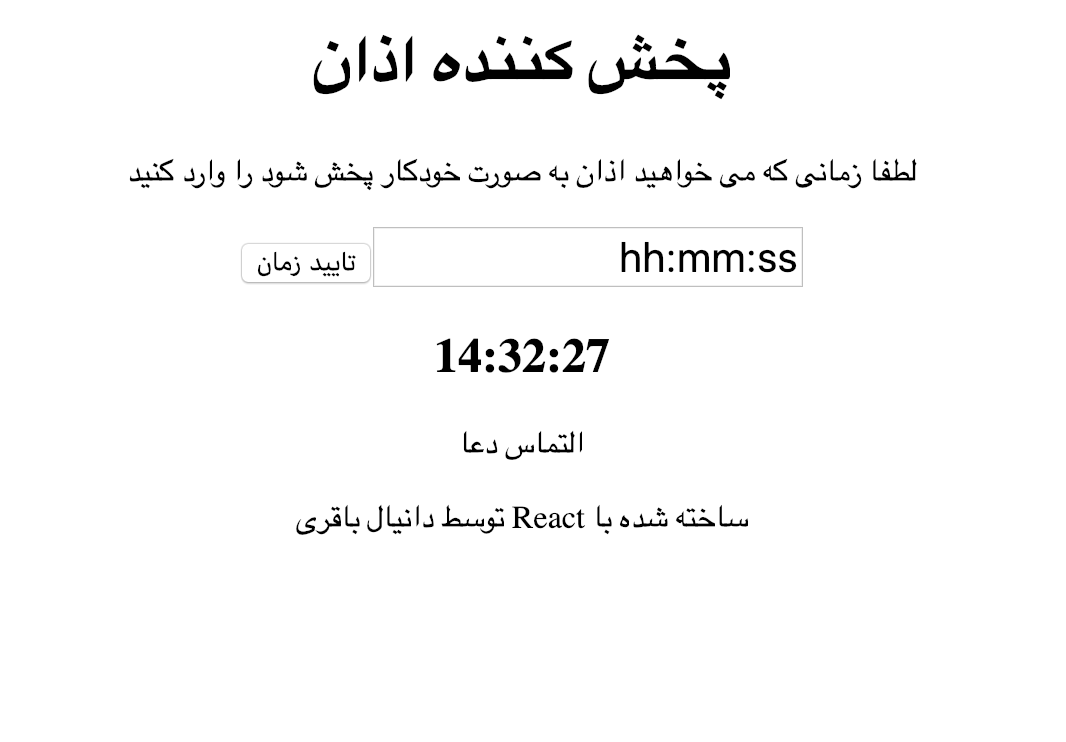 پخش کننده اذان
لطفا زمانی که می خواهید اذان به صورت خودکار پخش شود را وارد کنید
hh:mm:ss تایید زمان
14:32:27
التماس دعا
ساخته شده با React توسط دانیال باقری